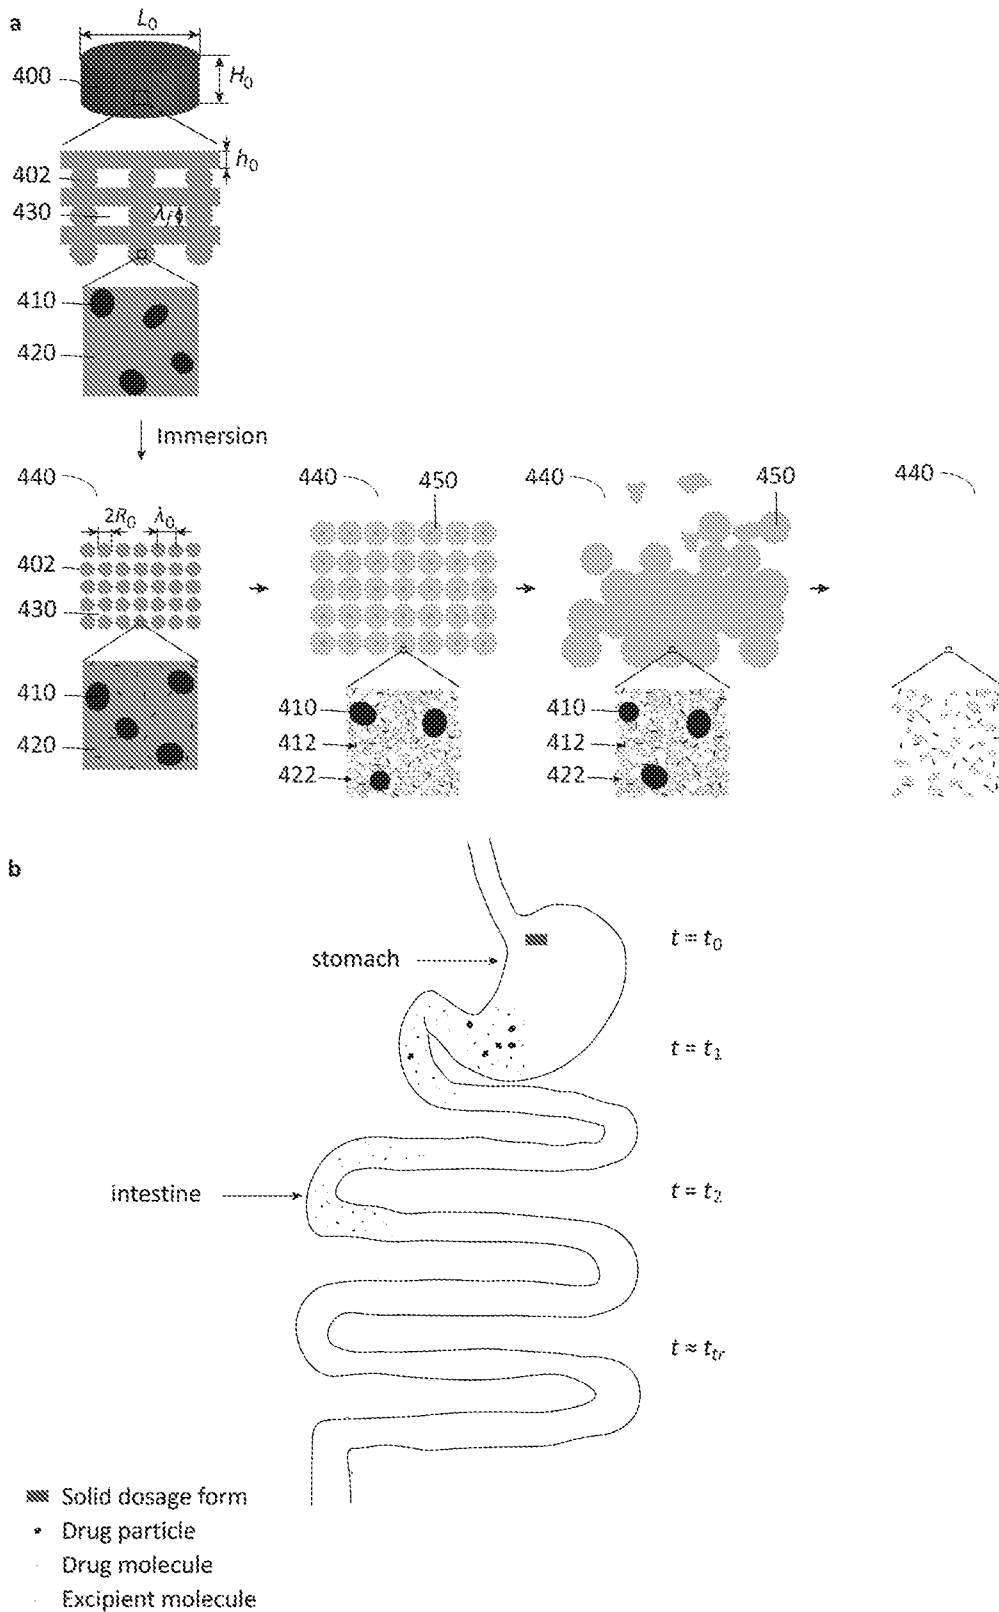 a
L₀
400
H₀
h₀
402
430
λf
410
420
Immersion
440
440
450
440
450
440
2R₀
λ₀
402
430
410
420
410
412
422
410
412
422
b
t = t₀
stomach
t = t₁
intestine
t = t₂
t ≈ tₜᵣ
Solid dosage form
Drug particle
Drug molecule
Excipient molecule